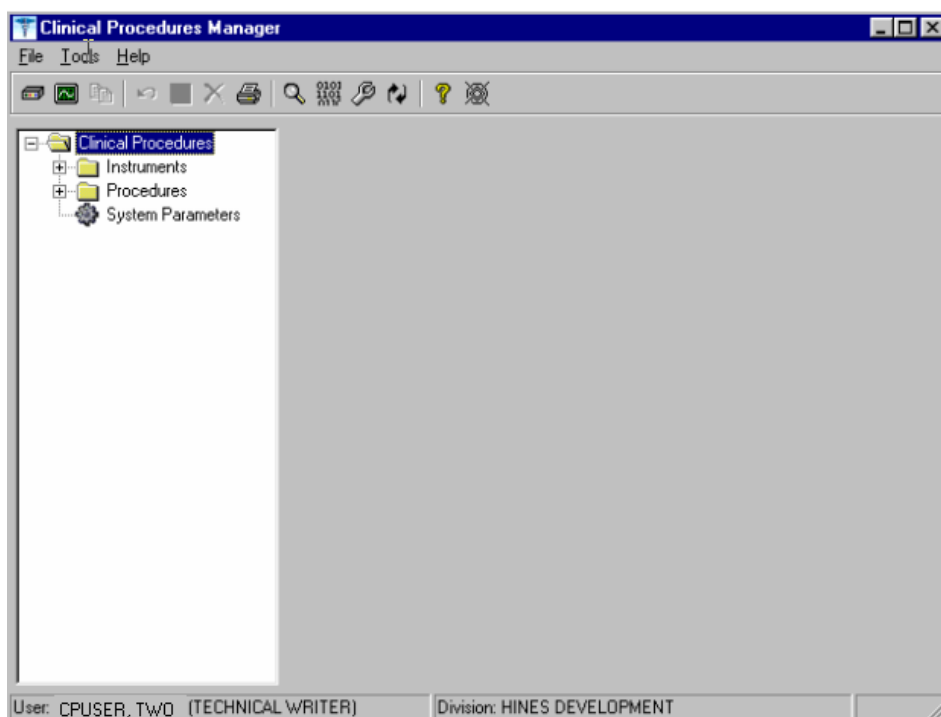 Clinical Procedures Manager
File Tools Help
Clinical Procedures
Instruments
Procedures
System Parameters
User: CPUSER, TWO (TECHNICAL WRITER) Division: HINES DEVELOPMENT